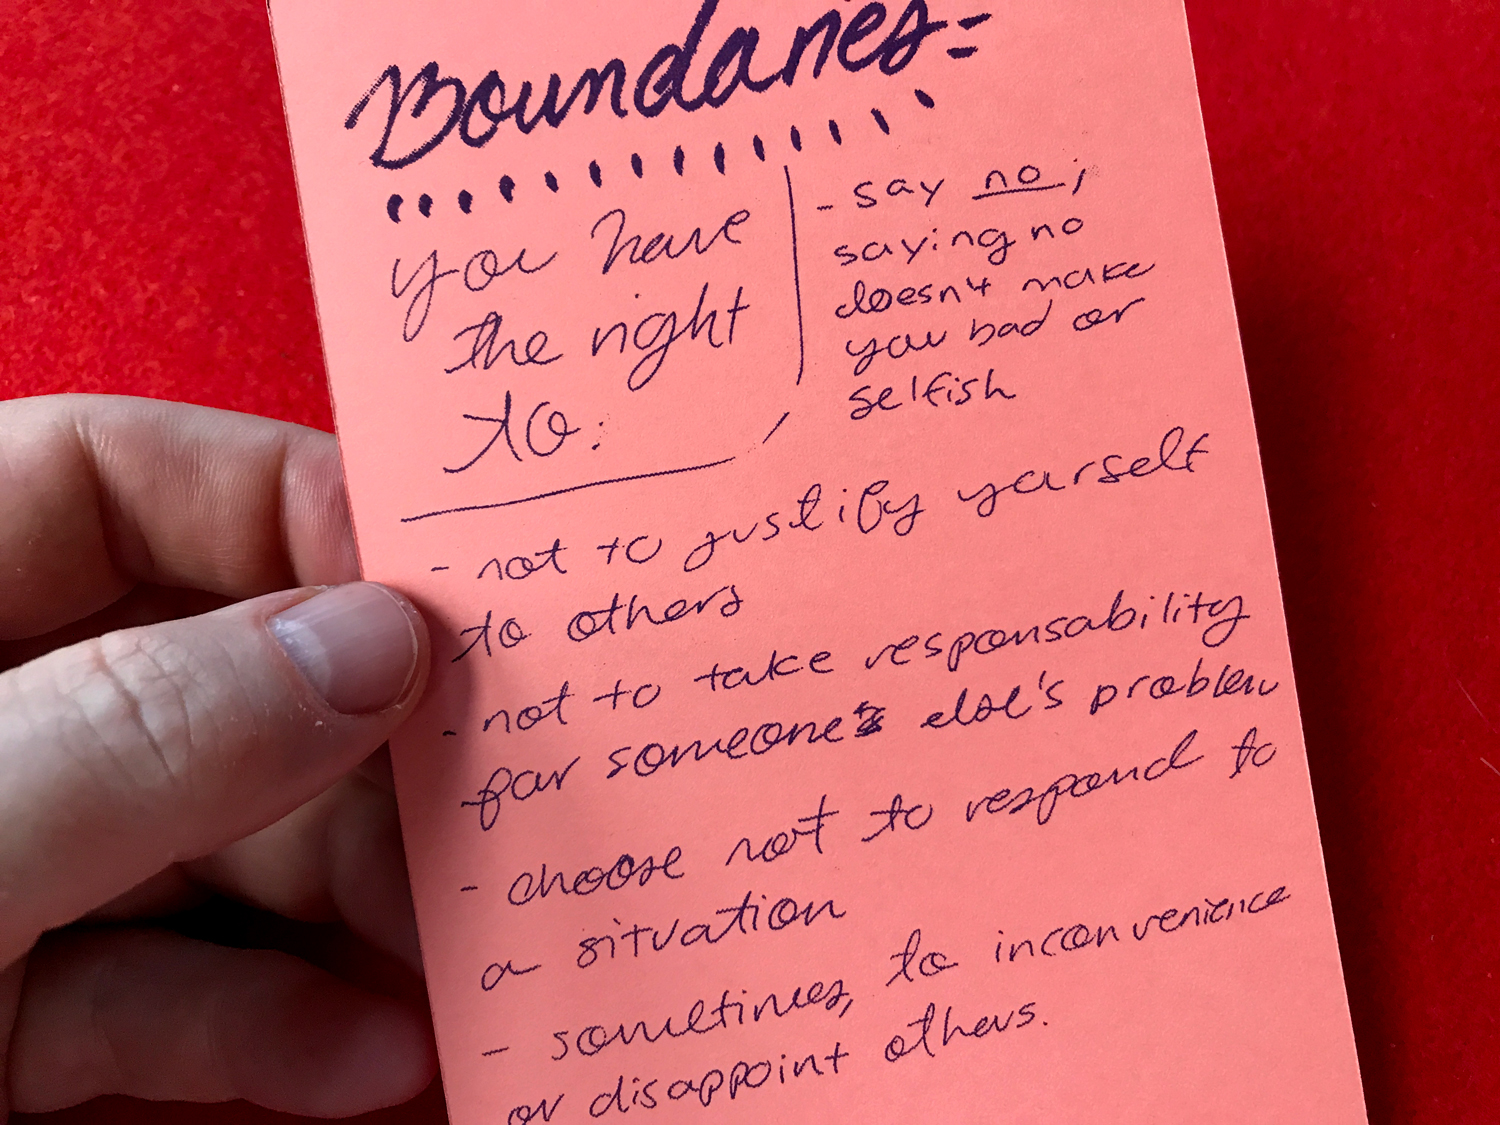 Boundaries=
you have
the right
to:
- say no;
saying no
doesn't make
you bad or
selfish
- not to justify yourself
to others
- not to take responsability
for someone's else's problem
- choose not to respond to
a situation
- sometimes, to inconvenience
or disappoint others.